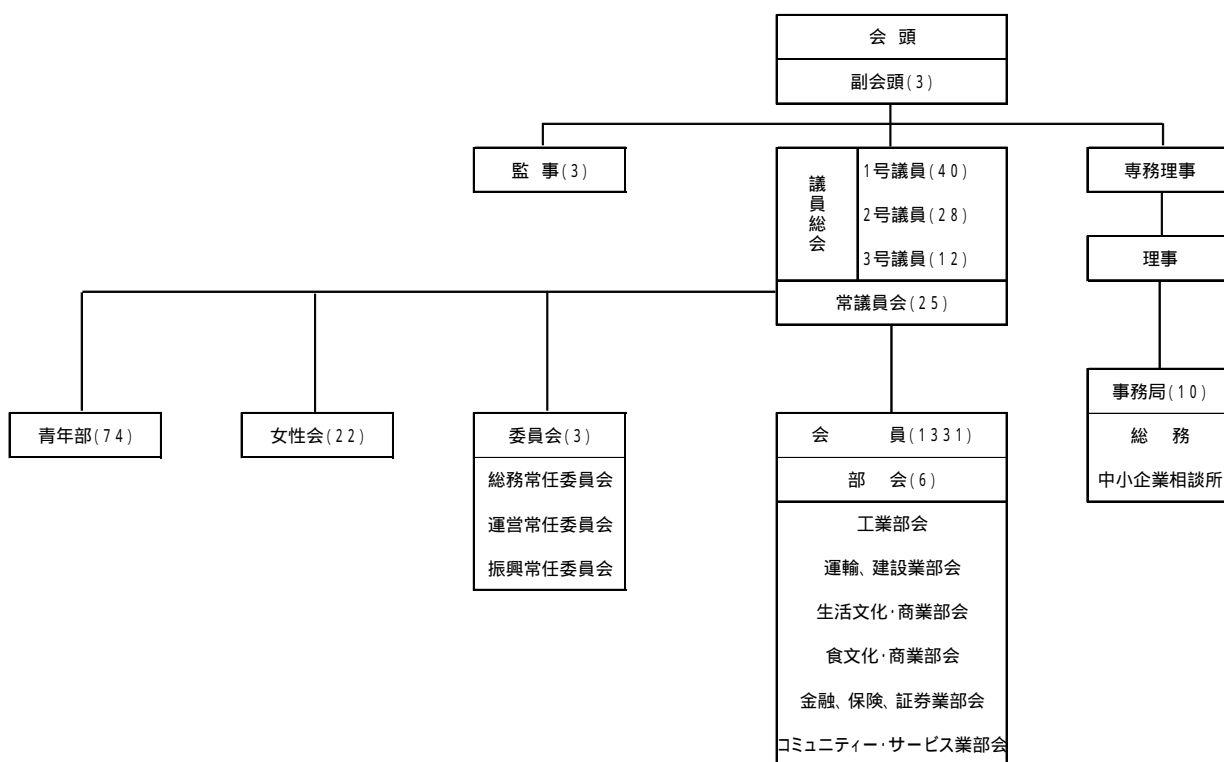 会 頭
副会頭(3)
監 事(3)
議員総会
1号議員(40)
2号議員(28)
3号議員(12)
常議員会(25)
専務理事
理事
事務局(10)
総 務
中小企業相談所
青年部(74)
女性会(22)
委員会(3)
総務常任委員会
運営常任委員会
振興常任委員会
会 員(1331)
部 会(6)
工業部会
運輸、建設業部会
生活文化・商業部会
食文化・商業部会
金融、保険、証券業部会
コミュニティー・サービス業部会